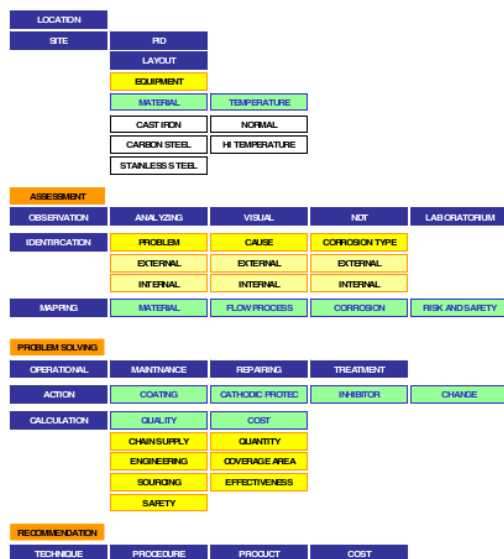 LOCATION
SITE PID
LAYOUT
EQUIPMENT
MATERIAL TEMPERATURE
CAST IRON NORMAL
CARBON STEEL HI TEMPERATURE
STAINLESS STEEL
ASSESSMENT
OBSERVATION ANALYZING VISUAL NDT LABORATORIUM
IDENTIRCATION PROBLEM CAUSE CORROSION TYPE
EXTERNAL EXTERNAL EXTERNAL
INTERNAL INTERNAL INTERNAL
MAPPING MATERIAL FLOW PROCESS CORROSION RISK AND SAFETY
PROBLEM SOLVING
OPERATIONAL MAINTNANCE REPAIRING TREATMENT
ACTION COATING CATHODIC PROTEC INHIBITOR CHANGE
CALCULATION QUALITY COST
CHAIN SUPPLY QUANTITY
ENGINEERING COVERAGE AREA
SOURCING EFFECTIVENESS
SAFETY
RECOMMENDATION
TECHNIQUE PROCEDURE PRODUCT COST